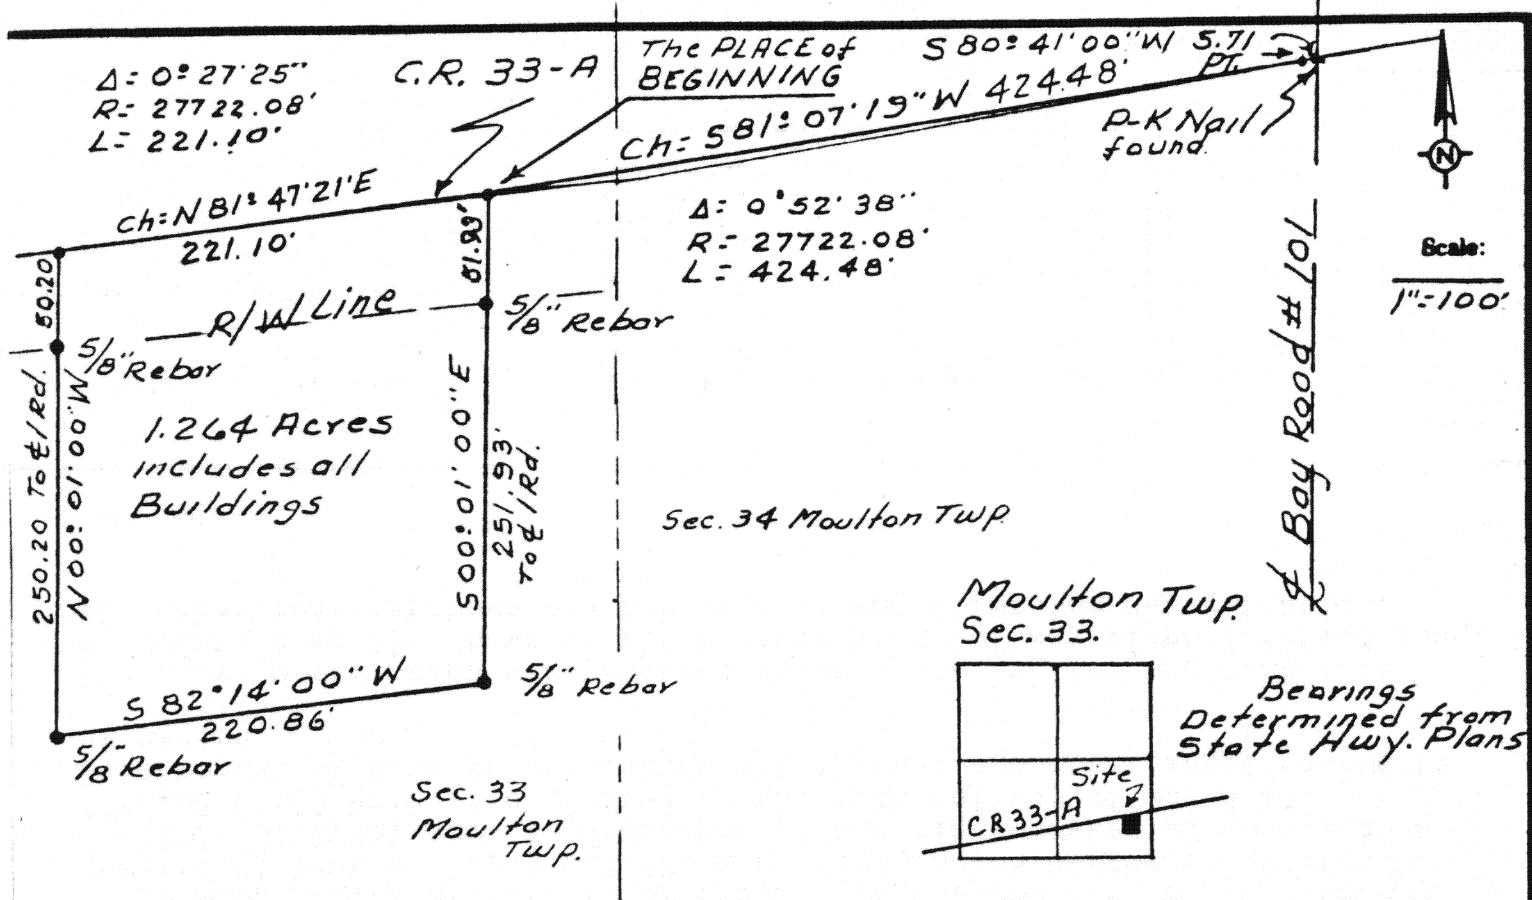 Δ= 0° 27' 25"
R= 27722.08'
L= 221.10'
C.R. 33-A
The PLACE of
BEGINNING
S 80° 41' 00" W
5.71
PT.
Ch= S 81° 07' 19" W 424.48'
P-K Nail
found.
N
Ch= N 81° 47' 21' E
221.10'
Δ= 0° 52' 38"
R= 27722.08'
L= 424.48'
Scale:
1"=100'
50.20
R/W Line
5/8" Rebar
5/8" Rebar
250.20 To ℄ / Rd.
N 00° 01' 00" W
1.264 Acres
includes all
Buildings
S 00° 01' 00" E
251.93'
To ℄ / Rd.
Sec. 34 Moulton Twp.
℄ Bay Road # 101
S 82° 14' 00" W
220.86'
5/8" Rebar
5/8" Rebar
Sec. 33
Moulton
Twp.
Moulton Twp.
Sec. 33.
Site
CR 33-A
Bearings
Determined from
State Hwy. Plans